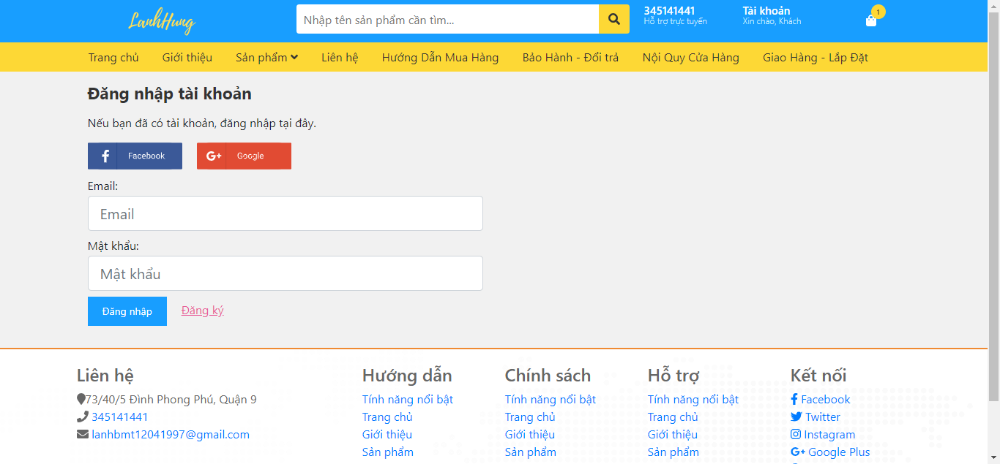 LanhHung
Nhập tên sản phẩm cần tìm...
345141441
Hỗ trợ trực tuyến
Tài khoản
Xin chào, Khách
1
Trang chủ Giới thiệu Sản phẩm Liên hệ Hướng Dẫn Mua Hàng Bảo Hành - Đổi trả Nội Quy Cửa Hàng Giao Hàng - Lắp Đặt
Đăng nhập tài khoản
Nếu bạn đã có tài khoản, đăng nhập tại đây.
Facebook
Google
Email:
Email
Mật khẩu:
Mật khẩu
Đăng nhập Đăng ký
Liên hệ
73/40/5 Đình Phong Phú, Quận 9
345141441
lanhbmt12041997@gmail.com
Hướng dẫn
Tính năng nổi bật
Trang chủ
Giới thiệu
Sản phẩm
Chính sách
Tính năng nổi bật
Trang chủ
Giới thiệu
Sản phẩm
Hỗ trợ
Tính năng nổi bật
Trang chủ
Giới thiệu
Sản phẩm
Kết nối
Facebook
Twitter
Instagram
Google Plus